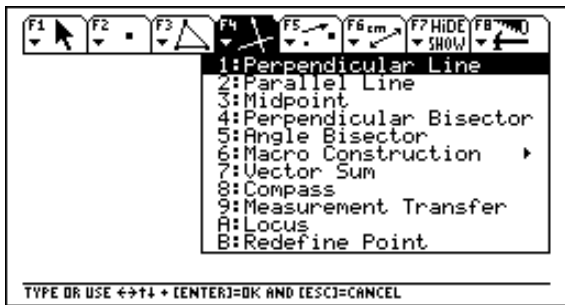 F1 F2 F3 F4 F5 F6 cm F7 HiDE F8
SHOW
1:Perpendicular Line
2:Parallel Line
3:Midpoint
4:Perpendicular Bisector
5:Angle Bisector
6:Macro Construction ▶
7:Vector Sum
8:Compass
9:Measurement Transfer
A:Locus
B:Redefine Point
TYPE OR USE ←→↑↓ + [ENTER]=OK AND [ESC]=CANCEL